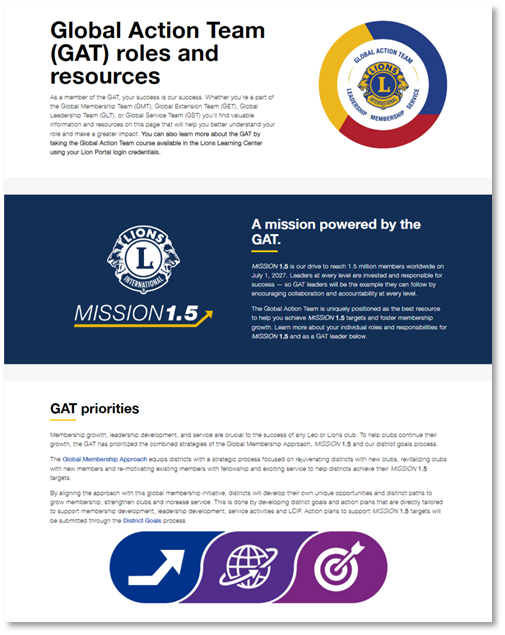 Global Action Team
(GAT) roles and
resources
As a member of the GAT, your success is our success. Whether you're a part of
the Global Membership Team (GMT), Global Extension Team (GET), Global
Leadership Team (GLT), or Global Service Team (GST) you'll find valuable
information and resources on this page that will help you better understand your
role and make a greater impact. You can also learn more about the GAT by
taking the Global Action Team course available in the Lions Learning Center
using your Lion Portal login credentials.
GLOBAL ACTION TEAM
LIONS
L
INTERNATIONAL
LEADERSHIP MEMBERSHIP SERVICE
LIONS
L
INTERNATIONAL
MISSION 1.5
A mission powered by the
GAT.
MISSION 1.5 is our drive to reach 1.5 million members worldwide on
July 1, 2027. Leaders at every level are invested and responsible for
success — so GAT leaders will be the example they can follow by
encouraging collaboration and accountability at every level.
The Global Action Team is uniquely positioned as the best resource
to help you achieve MISSION 1.5 targets and foster membership
growth. Learn more about your individual roles and responsibilities for
MISSION 1.5 and as a GAT leader below.
GAT priorities
Membership growth, leadership development, and service are crucial to the success of any Leo or Lions club. To help clubs continue their
growth, the GAT has prioritized the combined strategies of the Global Membership Approach, MISSION 1.5 and our district goals process.
The Global Membership Approach equips districts with a strategic process focused on rejuvenating districts with new clubs, revitalizing clubs
with new members and re-motivating existing members with fellowship and exciting service to help districts achieve their MISSION 1.5
targets.
By aligning the approach with this global membership initiative, districts will develop their own unique opportunities and distinct paths to
grow membership, strengthen clubs and increase service. This is done by developing district goals and action plans that are directly tailored
to support membership development, leadership development, service activities and LCIF. Action plans to support MISSION 1.5 targets will
be submitted through the District Goals process.